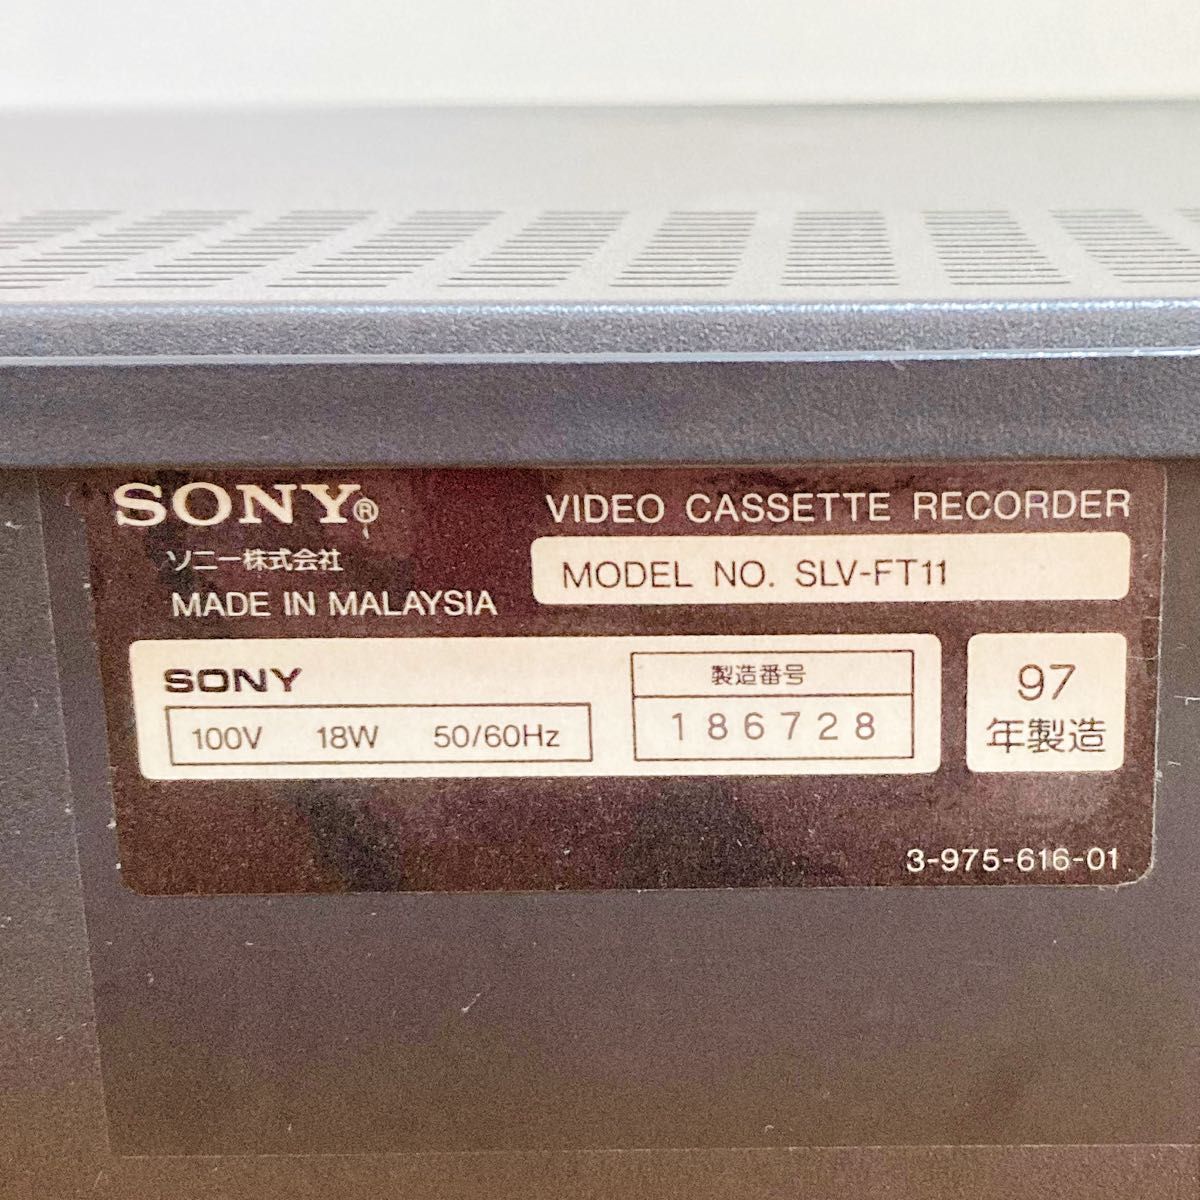 SONY®
ソニー株式会社
MADE IN MALAYSIA
VIDEO CASSETTE RECORDER
MODEL NO. SLV-FT11
SONY
100V 18W 50/60Hz
製造番号
186728
97
年製造
3-975-616-01